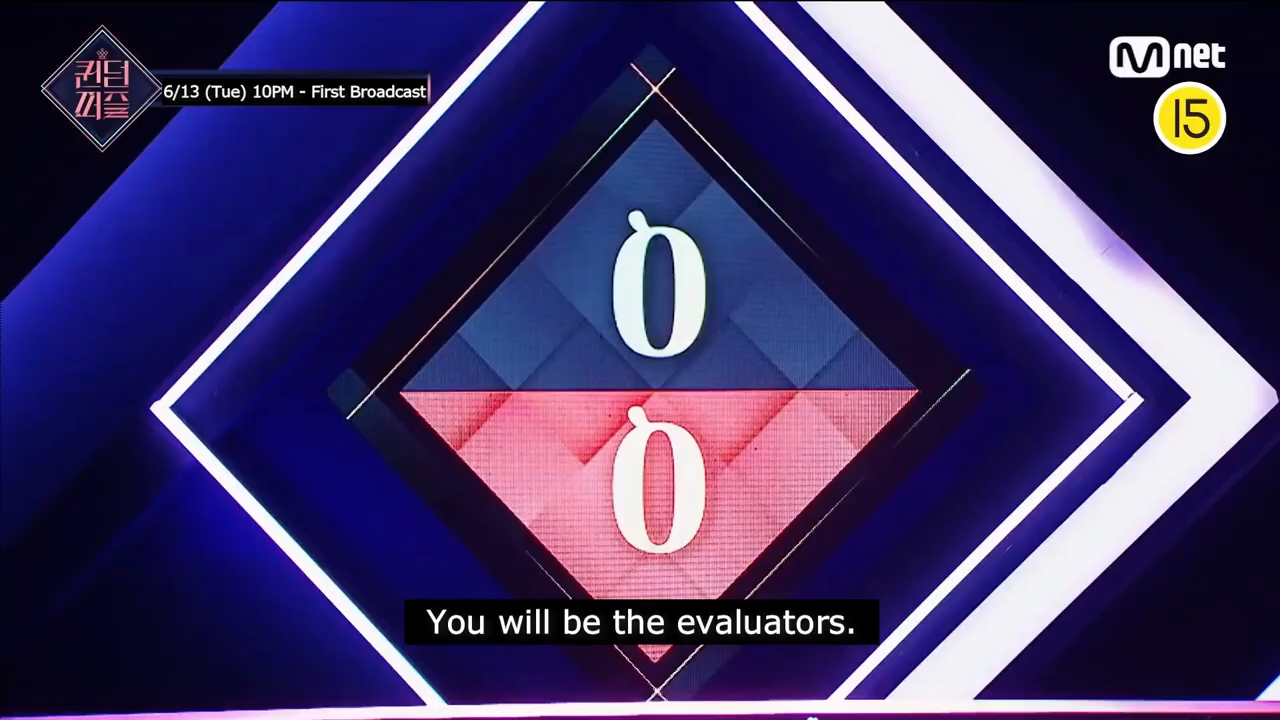 퀸덤
퍼즐
6/13 (Tue) 10PM - First Broadcast
Mnet
15
0
0
You will be the evaluators.